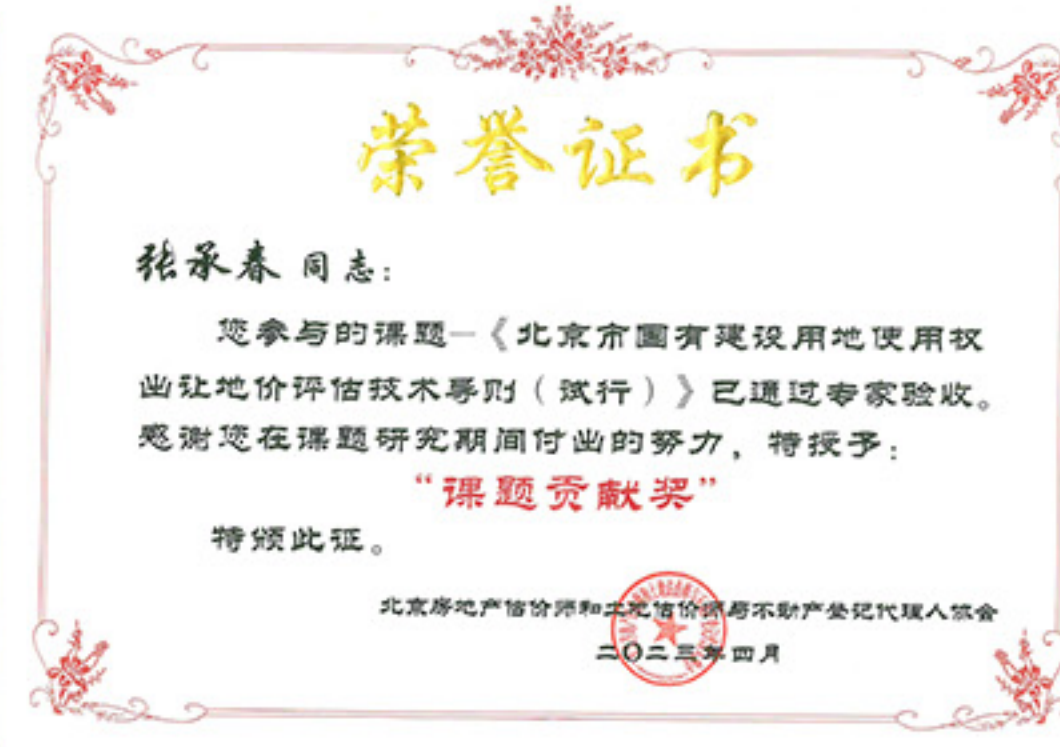 荣誉证书
张承春 同志：
您参与的课题—《北京市国有建设用地使用权
出让地价评估技术导则（试行）》已通过专家验收。
感谢您在课题研究期间付出的努力，特授予：
“课题贡献奖”
特颁此证。
北京房地产估价师和土地估价师与不动产登记代理人协会
二〇二三年四月